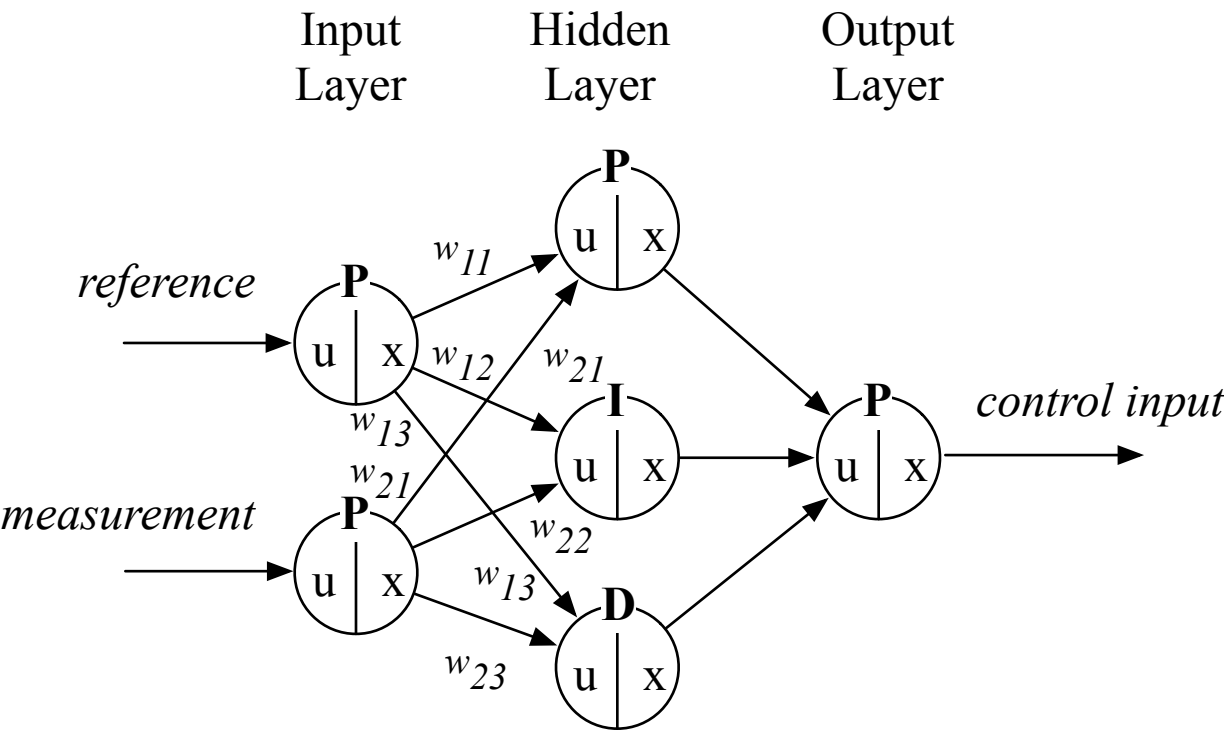 Input
Layer
Hidden
Layer
Output
Layer
P
u x
w11
reference
P
u x
w12
w21
w13
I
u x
P
u x
control input
w21
measurement
P
u x
w22
w13
D
u x
w23